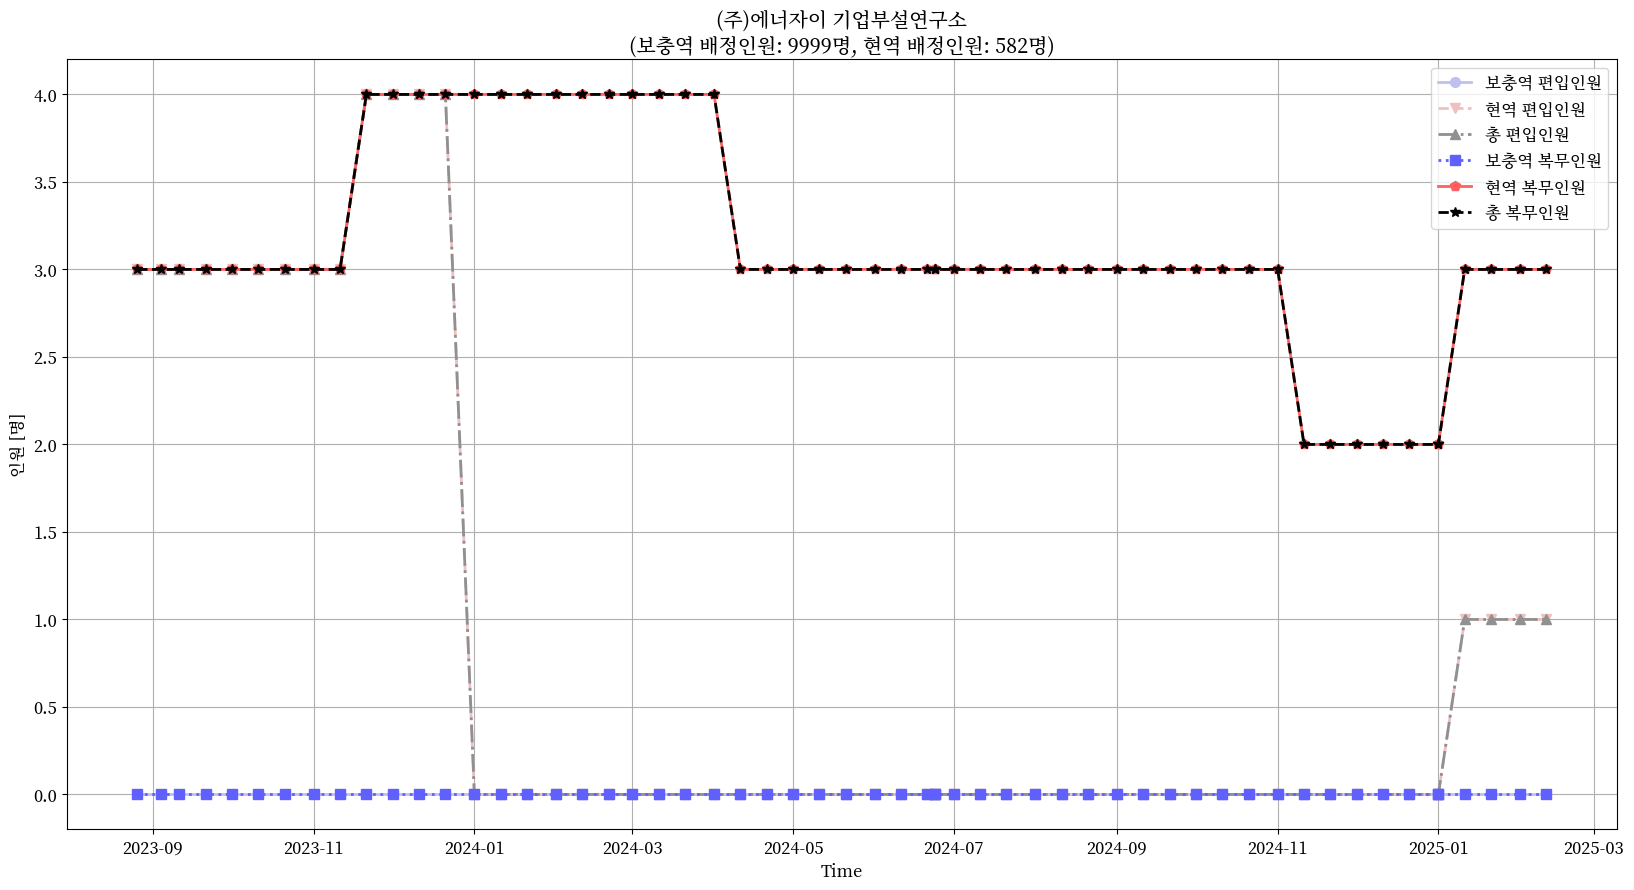 (주)에너자이 기업부설연구소
(보충역 배정인원: 9999명, 현역 배정인원: 582명)
보충역 편입인원
현역 편입인원
총 편입인원
보충역 복무인원
현역 복무인원
총 복무인원
인원 [명]
4.0
3.5
3.0
2.5
2.0
1.5
1.0
0.5
0.0
2023-09 2023-11 2024-01 2024-03 2024-05 2024-07 2024-09 2024-11 2025-01 2025-03
Time